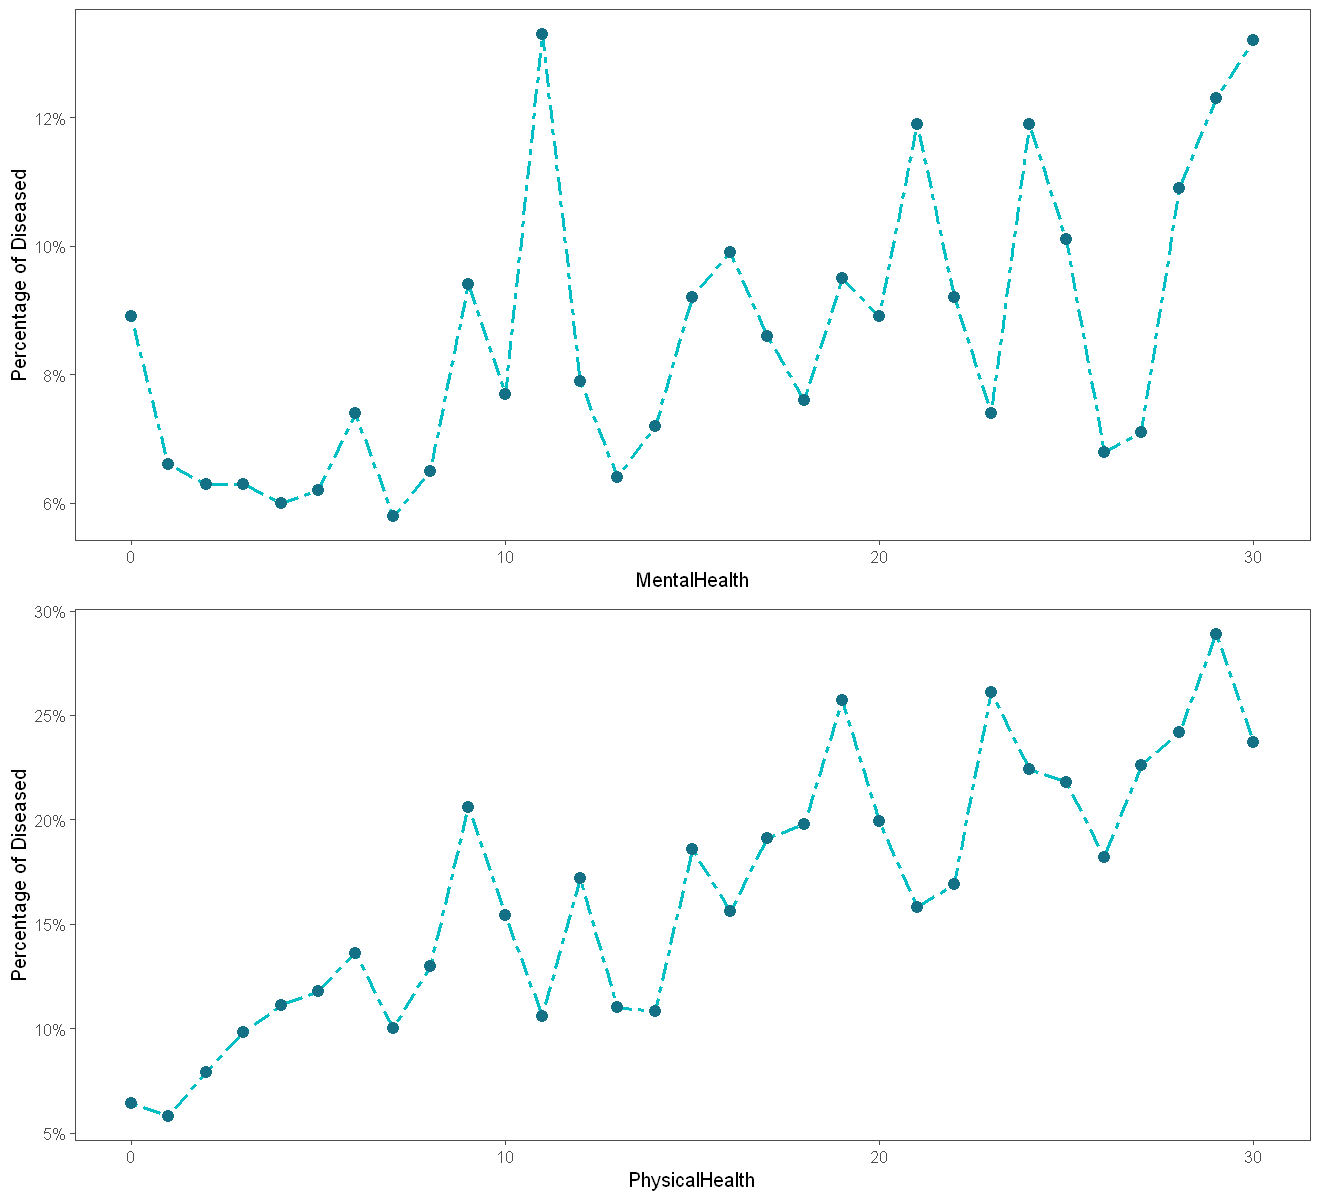 12%
10%
8%
6%
Percentage of Diseased
0 10 20 30
MentalHealth
30%
25%
20%
15%
10%
5%
Percentage of Diseased
0 10 20 30
PhysicalHealth